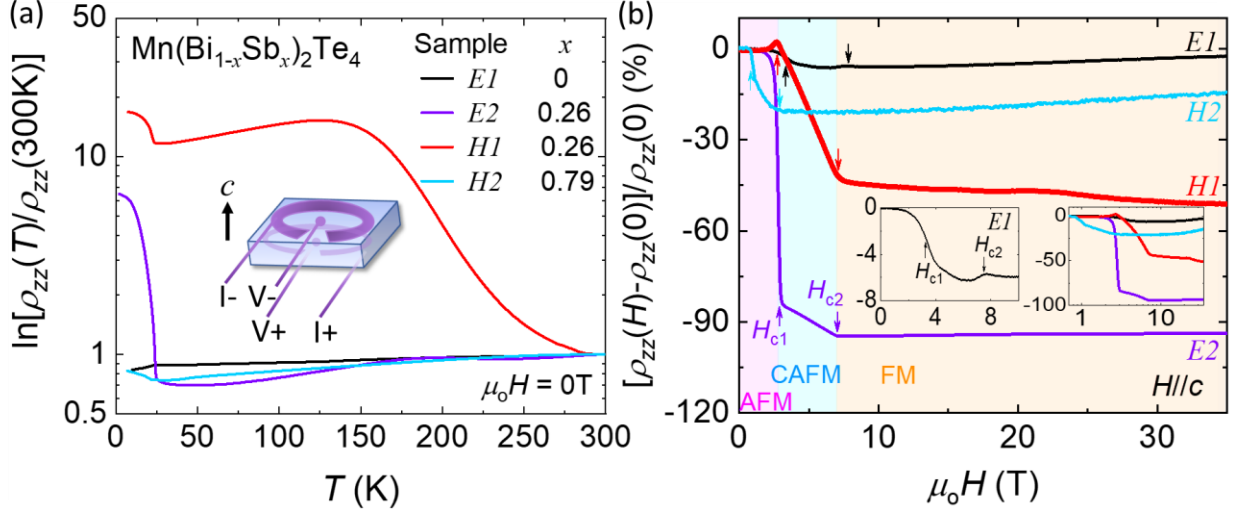 (a)
ln[ρzz(T)/ρzz(300K)]
50
10
1
0.5
Mn(Bi1-xSbx)2Te4
Sample x
E1 0
E2 0.26
H1 0.26
H2 0.79
c
I- V-
V+ I+
μoH = 0T
0 50 100 150 200 250 300
T (K)
(b)
[ρzz(H)-ρzz(0)]/ρzz(0) (%)
0
-30
-60
-90
-120
E1
H2
H1
E2
0
-2
-4
-6
-8
E1
Hc1
Hc2
0 4 8
0
-50
-100
1 10
Hc2
Hc1
AFM
CAFM
FM
H//c
0 10 20 30
μoH (T)